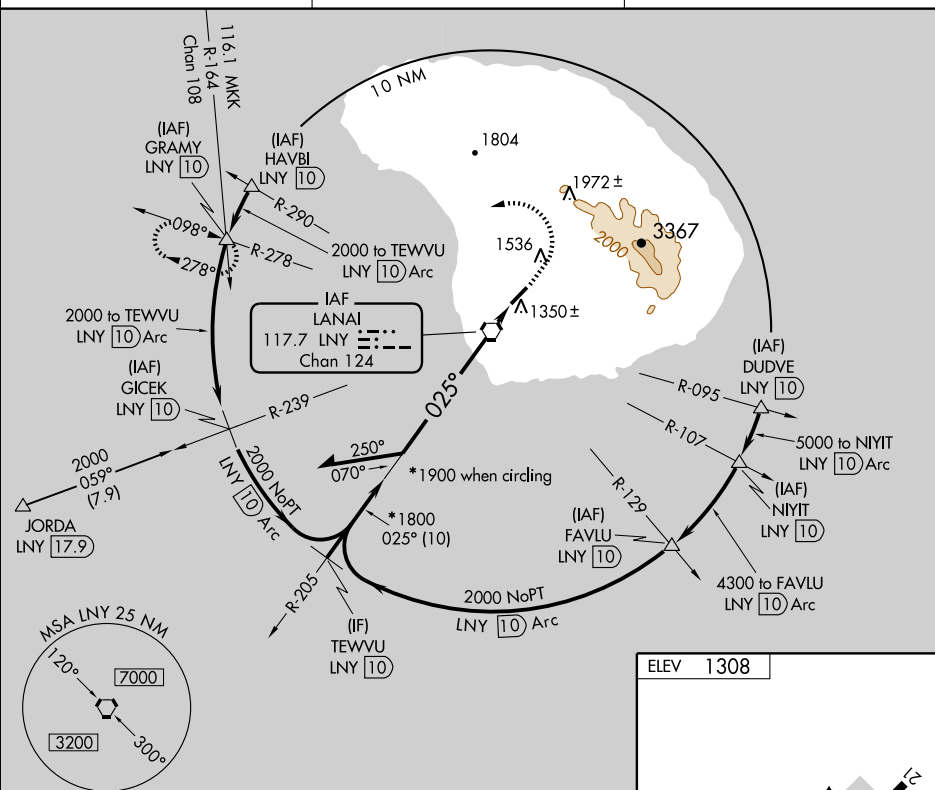 116.1 MKK
R-164
Chan 108
10 NM
(IAF)
GRAMY
LNY 10
(IAF)
HAVBI
LNY 10
1804
1972 ±
3367
2000
1536
1350 ±
R-290
098°
R-278
278°
2000 to TEWVU
LNY 10 Arc
2000 to TEWVU
LNY 10 Arc
IAF
LANAI
117.7 LNY
Chan 124
(IAF)
GICEK
LNY 10
R-239
025°
(IAF)
DUDVE
LNY 10
R-095
R-107
5000 to NIYIT
LNY 10 Arc
2000
059°
(7.9)
JORDA
LNY 17.9
2000 NoPT
LNY 10 Arc
250°
070°
*1900 when circling
*1800
025° (10)
R-129
(IAF)
FAVLU
LNY 10
(IAF)
NIYIT
LNY 10
4300 to FAVLU
LNY 10 Arc
2000 NoPT
LNY 10 Arc
R-205
(IF)
TEWVU
LNY 10
MSA LNY 25 NM
120°
7000
3200
300°
ELEV 1308
21